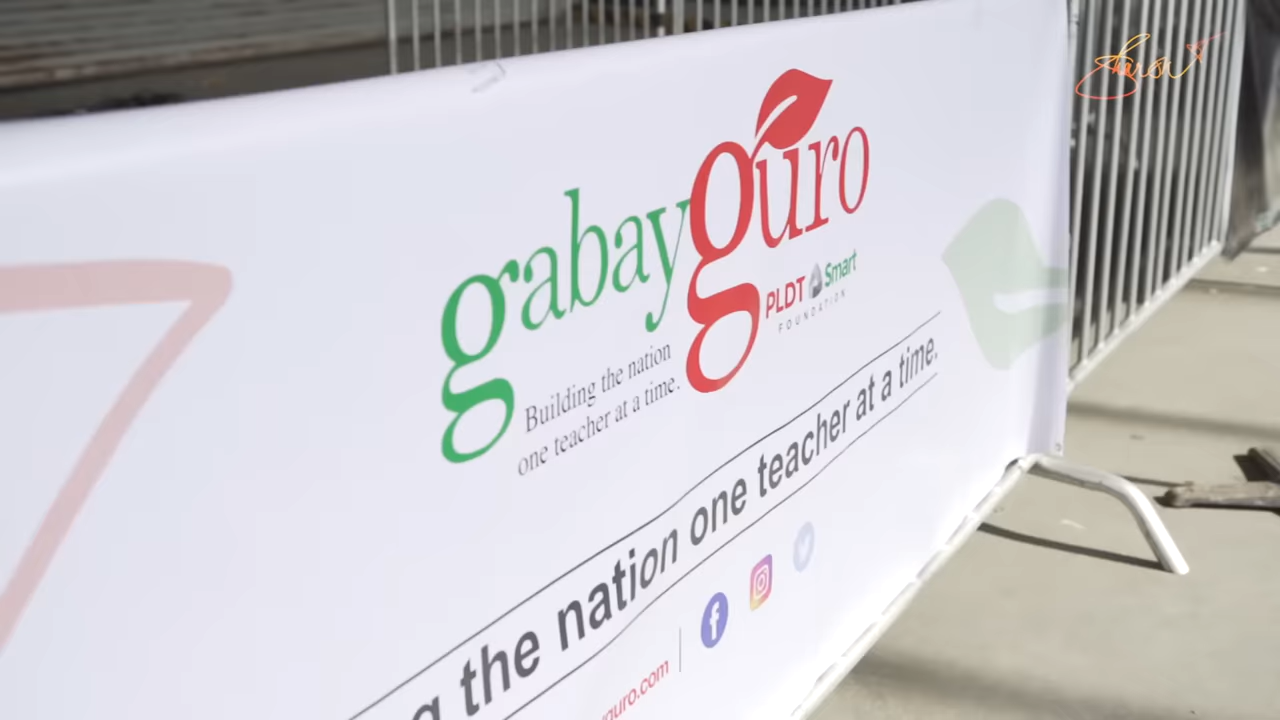 Sharon
gabayguro
PLDT Smart
FOUNDATION
Building the nation
one teacher at a time.
g the nation one teacher at a time.
guro.com